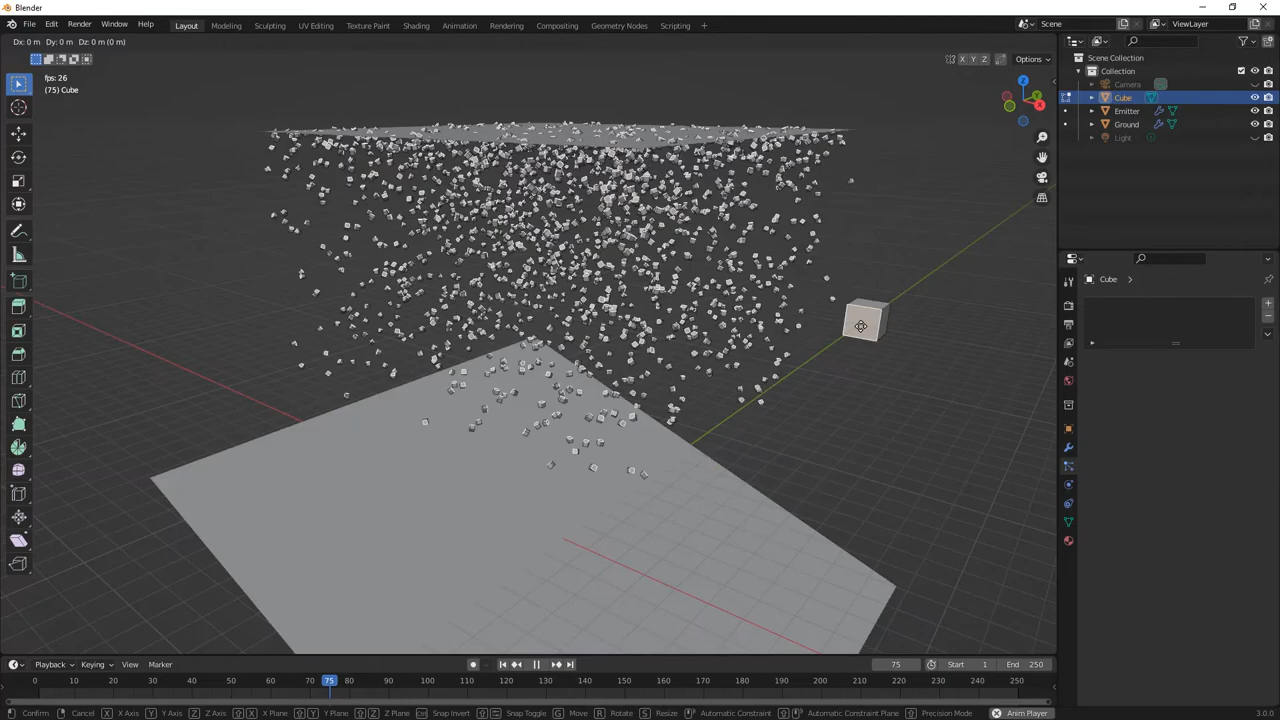 Blender
File Edit Render Window Help Layout Modeling Sculpting UV Editing Texture Paint Shading Animation Rendering Compositing Geometry Nodes Scripting + Scene ViewLayer
Dx: 0 m Dy: 0 m Dz: 0 m (0 m)
X Y Z Options
fps: 26
(75) Cube
Z
Y
X
Scene Collection
Collection
Camera
Cube
Emitter
Ground
Light
Cube
Playback Keying View Marker 75 Start 1 End 250
0 10 20 30 40 50 60 70 75 80 90 100 110 120 130 140 150 160 170 180 190 200 210 220 230 240 250
Confirm Cancel X X Axis Y Y Axis Z Z Axis X X Plane Y Y Plane Z Z Plane Snap Invert Snap Toggle G Move R Rotate S Resize Automatic Constraint Automatic Constraint Plane Precision Mode Anim Player 3.0.0